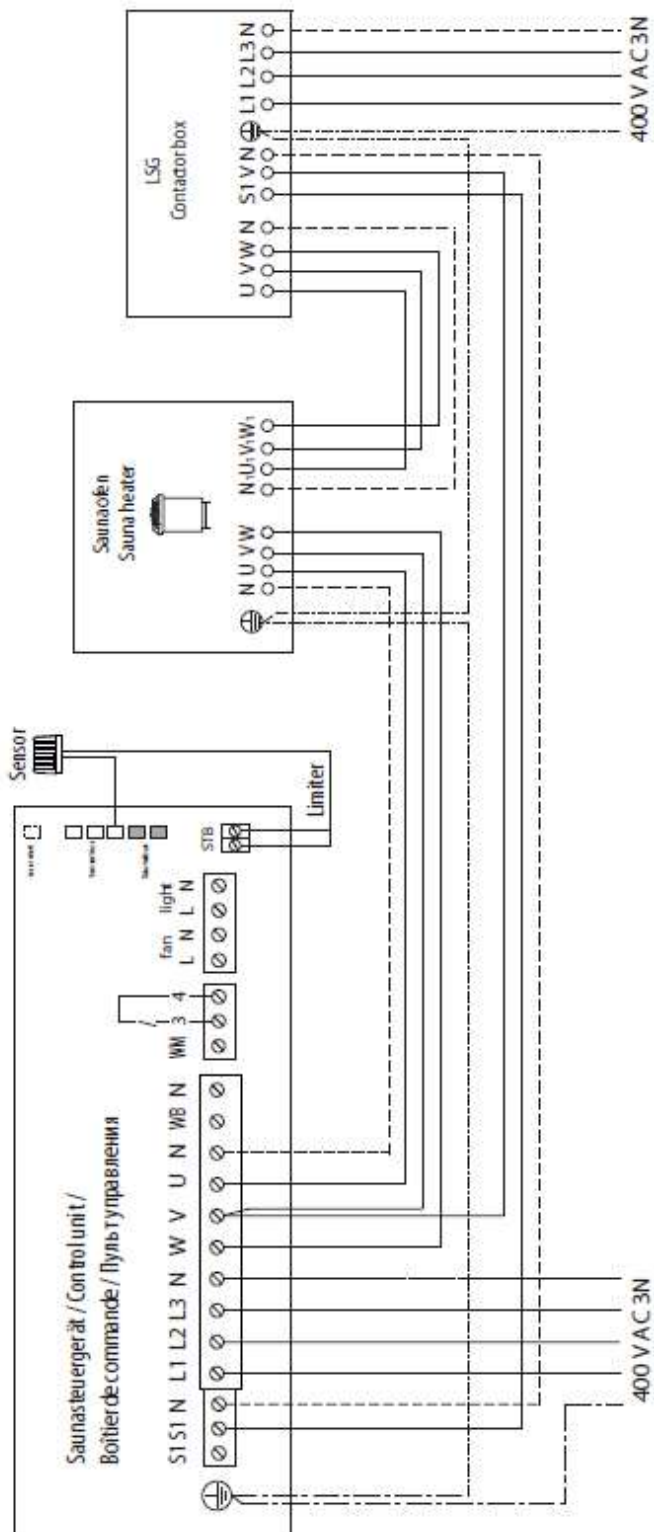 Saunasteuergerät / Control unit /
Boîtier de commande / Пульт управления
S1 S1 N L1 L2 L3 N W V U N WB N
WM 3 4
fan light
L N L N
STB
Sensor
Limiter
400 V AC 3N
Saunaofen
Sauna heater
N U V W N1 U1 V1 W1
LSG
Contactor box
U V W N S1 V N L1 L2 L3 N
400 V AC 3N